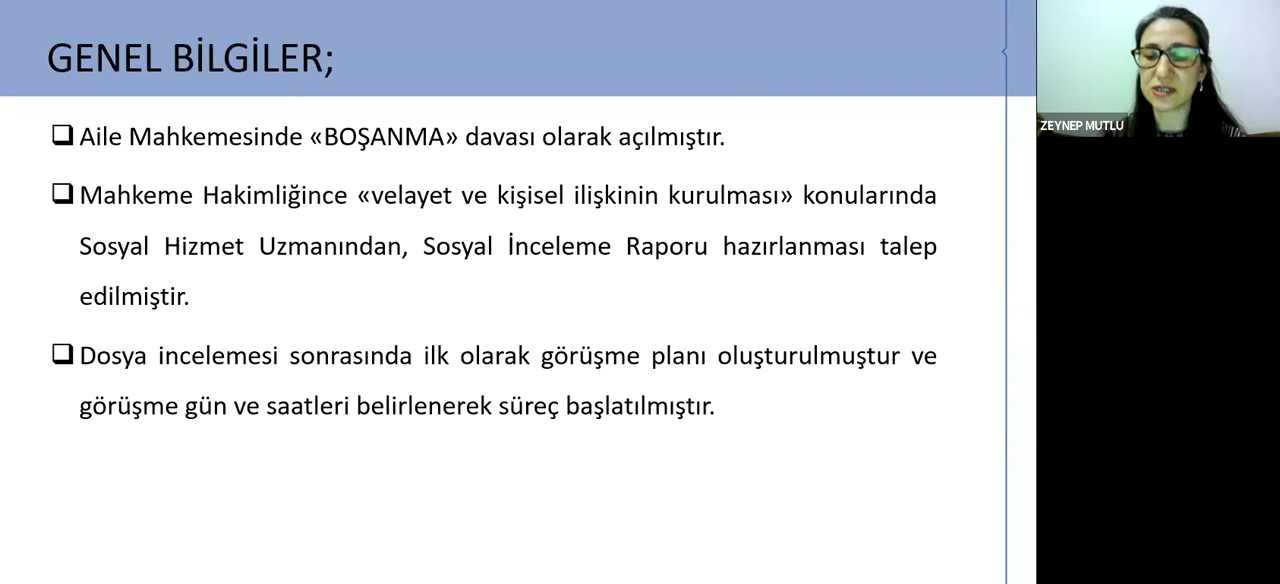 GENEL BİLGİLER;
Aile Mahkemesinde «BOŞANMA» davası olarak açılmıştır.
Mahkeme Hakimliğince «velayet ve kişisel ilişkinin kurulması» konularında
Sosyal Hizmet Uzmanından, Sosyal İnceleme Raporu hazırlanması talep
edilmiştir.
Dosya incelemesi sonrasında ilk olarak görüşme planı oluşturulmuştur ve
görüşme gün ve saatleri belirlenerek süreç başlatılmıştır.
ZEYNEP MUTLU